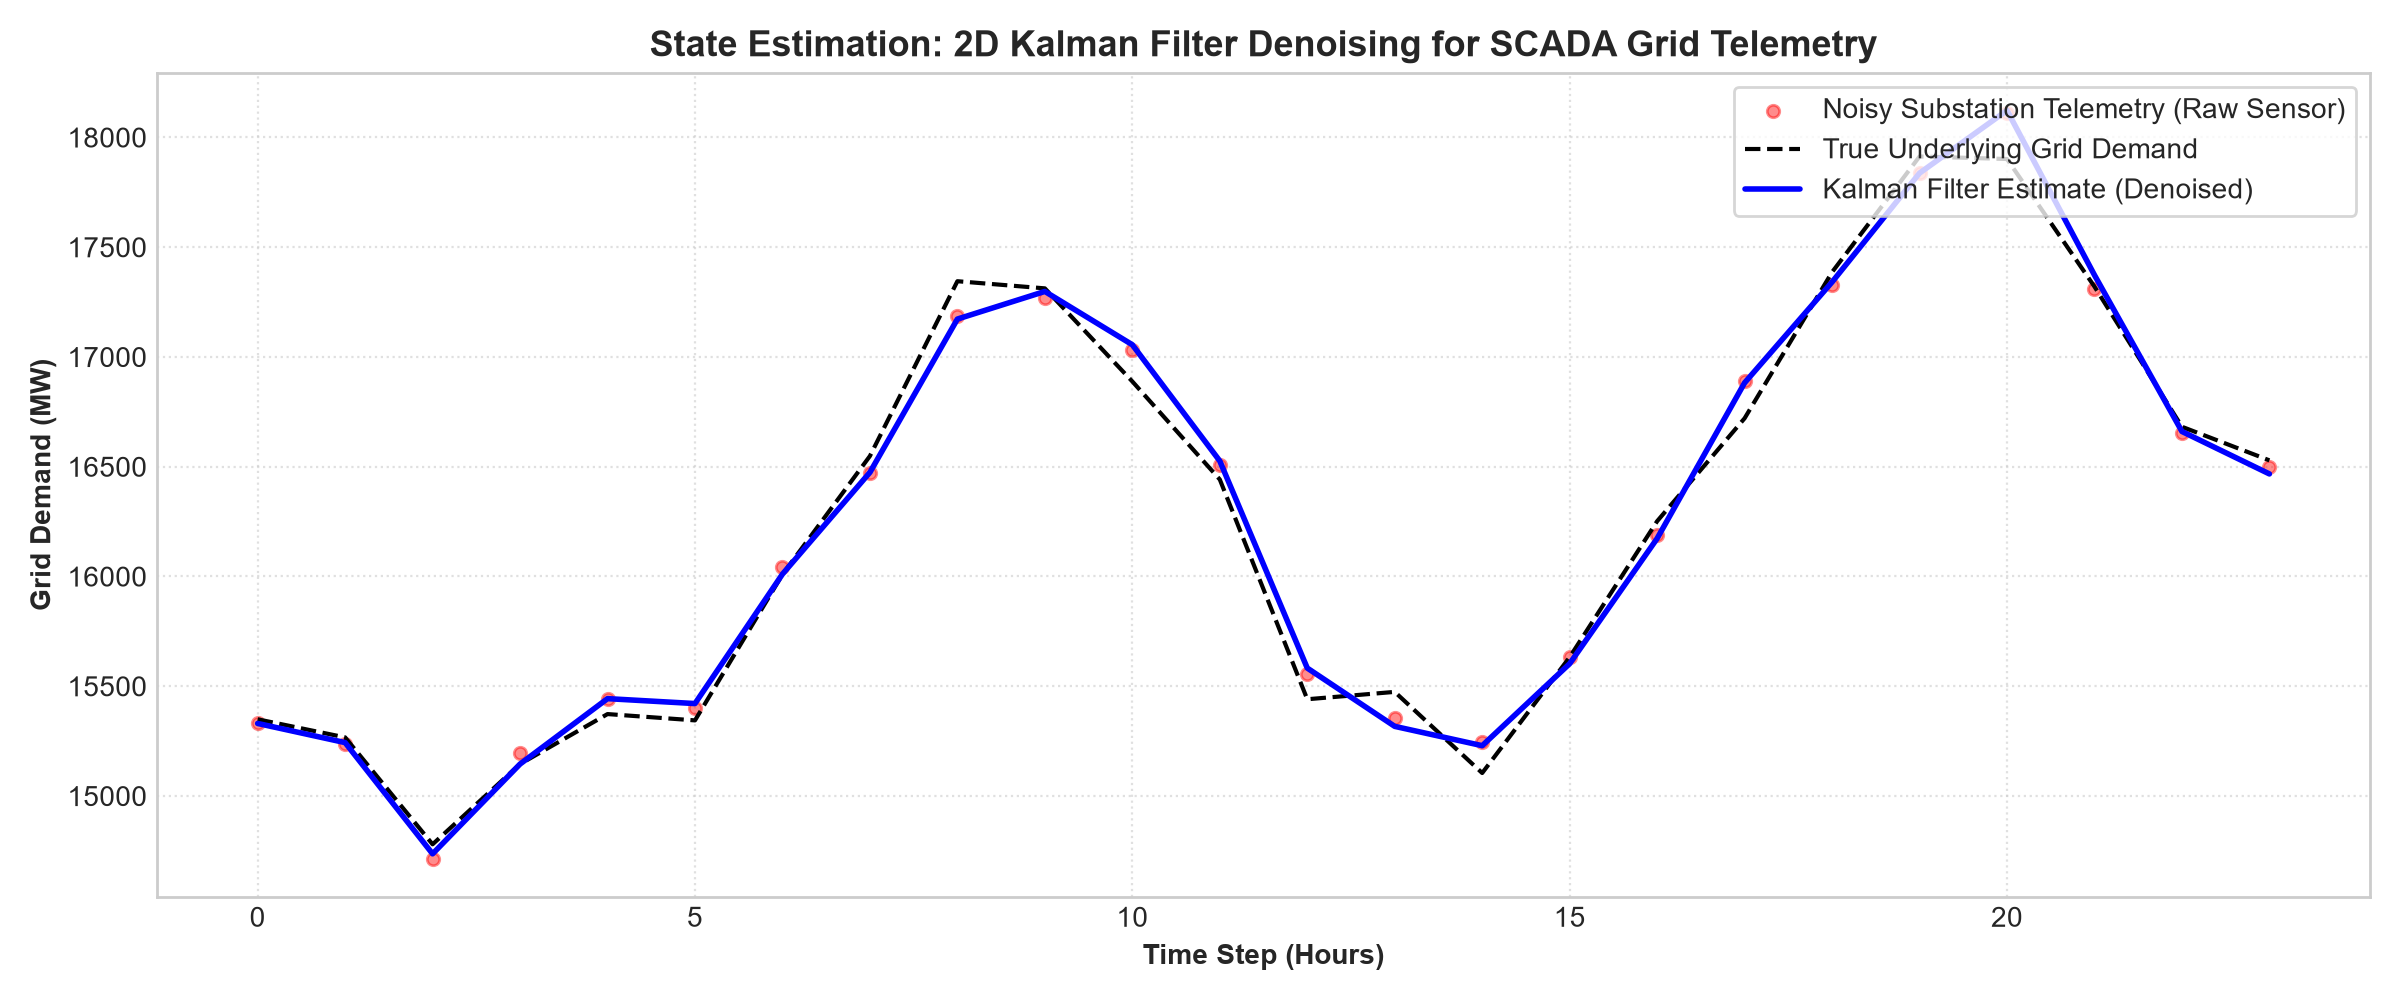 State Estimation: 2D Kalman Filter Denoising for SCADA Grid Telemetry
Noisy Substation Telemetry (Raw Sensor)
True Underlying Grid Demand
Kalman Filter Estimate (Denoised)
Grid Demand (MW)
18000
17500
17000
16500
16000
15500
15000
0 5 10 15 20
Time Step (Hours)